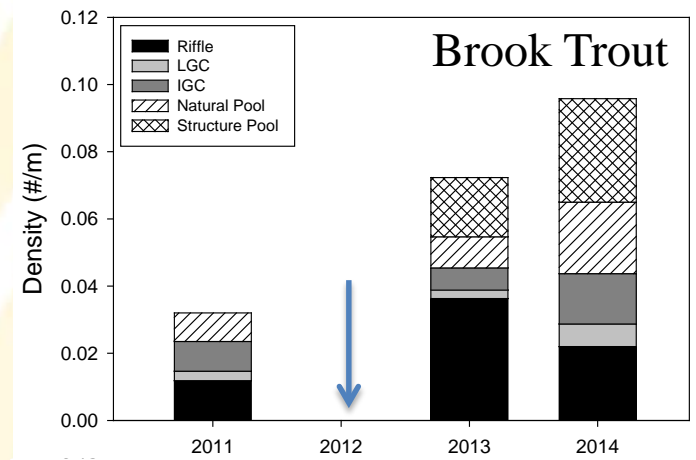 Brook Trout
Riffle
LGC
IGC
Natural Pool
Structure Pool
Density (#/m)
0.12
0.10
0.08
0.06
0.04
0.02
0.00
2011 2012 2013 2014